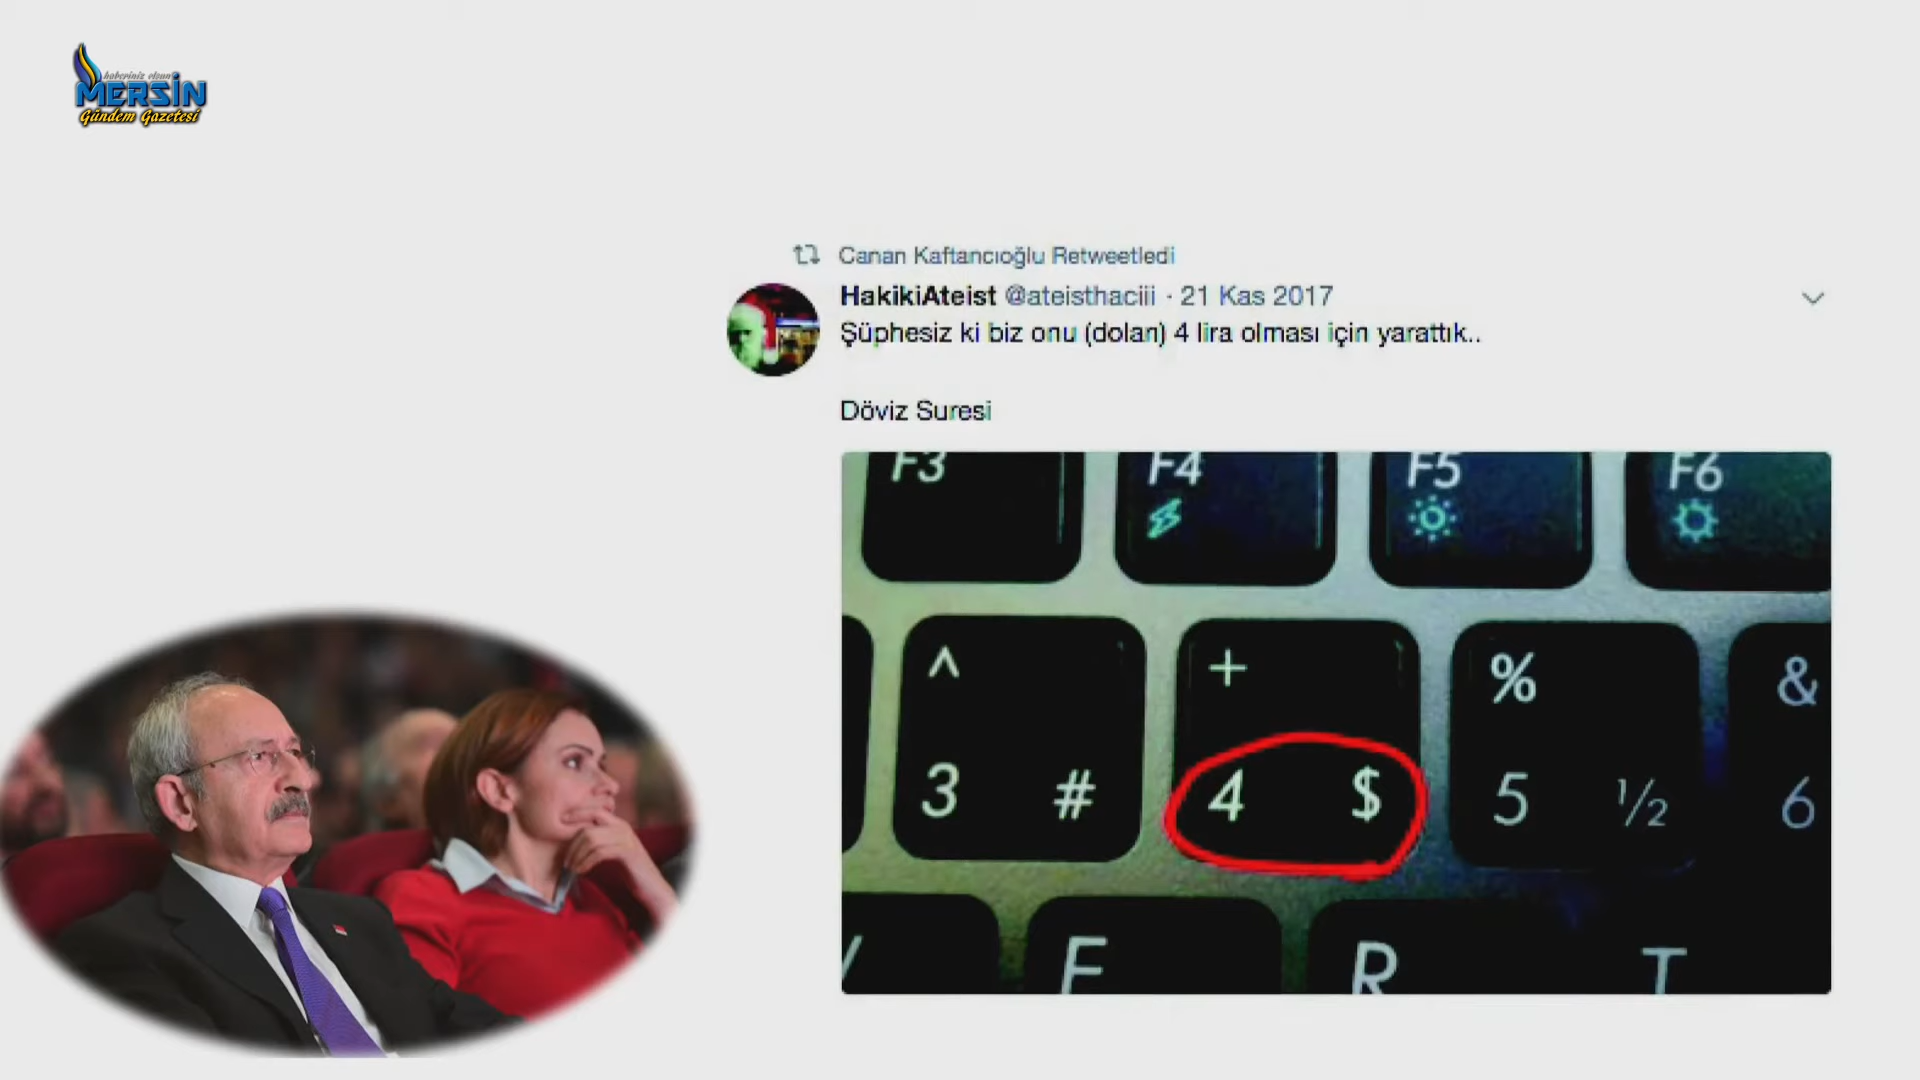 haberiniz olsun
MERSİN
Gündem Gazetesi
Canan Kaftancıoğlu Retweetledi
HakikiAteist @ateisthaciii · 21 Kas 2017
Şüphesiz ki biz onu (doları) 4 lira olması için yarattık..
Döviz Suresi
F3 F4 F5 F6
^ + % &
3 # 4 $ 5 ½ 6
E R T